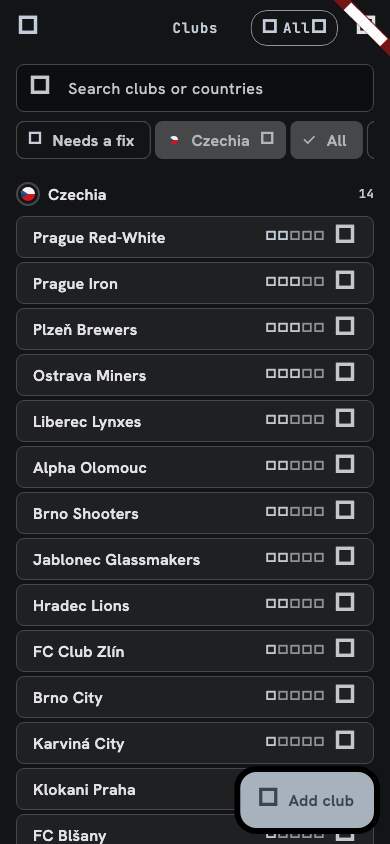 Clubs All
Search clubs or countries
Needs a fix Czechia All
Czechia 14
Prague Red-White
Prague Iron
Plzeň Brewers
Ostrava Miners
Liberec Lynxes
Alpha Olomouc
Brno Shooters
Jablonec Glassmakers
Hradec Lions
FC Club Zlín
Brno City
Karviná City
Klokani Praha
Add club
FC Blšany